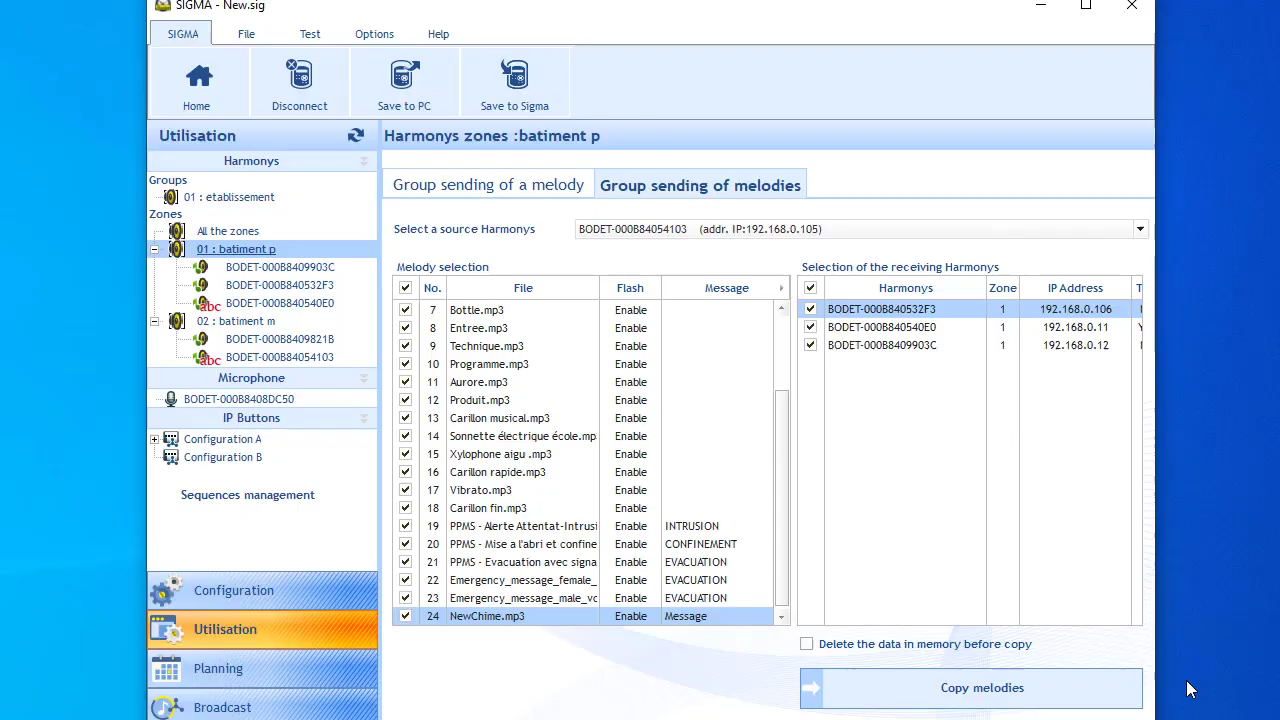 SIGMA - New.sig
SIGMA File Test Options Help
Home Disconnect Save to PC Save to Sigma
Utilisation
Harmonys
Groups
01 : etablissement
Zones
All the zones
01 : batiment p
BODET-000B8409903C
BODET-000B840532F3
abc BODET-000B840540E0
02 : batiment m
BODET-000B8409821B
abc BODET-000B84054103
Microphone
BODET-000B8408DC50
IP Buttons
Configuration A
Configuration B
Sequences management
Configuration
Utilisation
Planning
Broadcast
Harmonys zones :batiment p
Group sending of a melody Group sending of melodies
Select a source Harmonys BODET-000B84054103 (addr. IP:192.168.0.105)
Melody selection
No. File Flash Message
7 Bottle.mp3 Enable
8 Entree.mp3 Enable
9 Technique.mp3 Enable
10 Programme.mp3 Enable
11 Aurore.mp3 Enable
12 Produit.mp3 Enable
13 Carillon musical.mp3 Enable
14 Sonnette électrique école.mp3 Enable
15 Xylophone aigu .mp3 Enable
16 Carillon rapide.mp3 Enable
17 Vibrato.mp3 Enable
18 Carillon fin.mp3 Enable
19 PPMS - Alerte Attentat-Intrusi Enable INTRUSION
20 PPMS - Mise a l'abri et confine Enable CONFINEMENT
21 PPMS - Evacuation avec signa Enable EVACUATION
22 Emergency_message_female_ Enable EVACUATION
23 Emergency_message_male_vo Enable EVACUATION
24 NewChime.mp3 Enable Message
Selection of the receiving Harmonys
Harmonys Zone IP Address T
BODET-000B840532F3 1 192.168.0.106
BODET-000B840540E0 1 192.168.0.11 Y
BODET-000B8409903C 1 192.168.0.12
Delete the data in memory before copy
Copy melodies